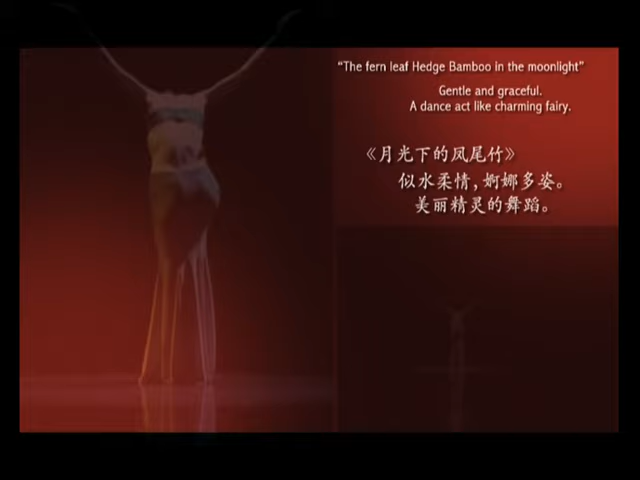 “The fern leaf Hedge Bamboo in the moonlight”
Gentle and graceful.
A dance act like charming fairy.
《月光下的凤尾竹》
似水柔情,婀娜多姿。
美丽精灵的舞蹈。